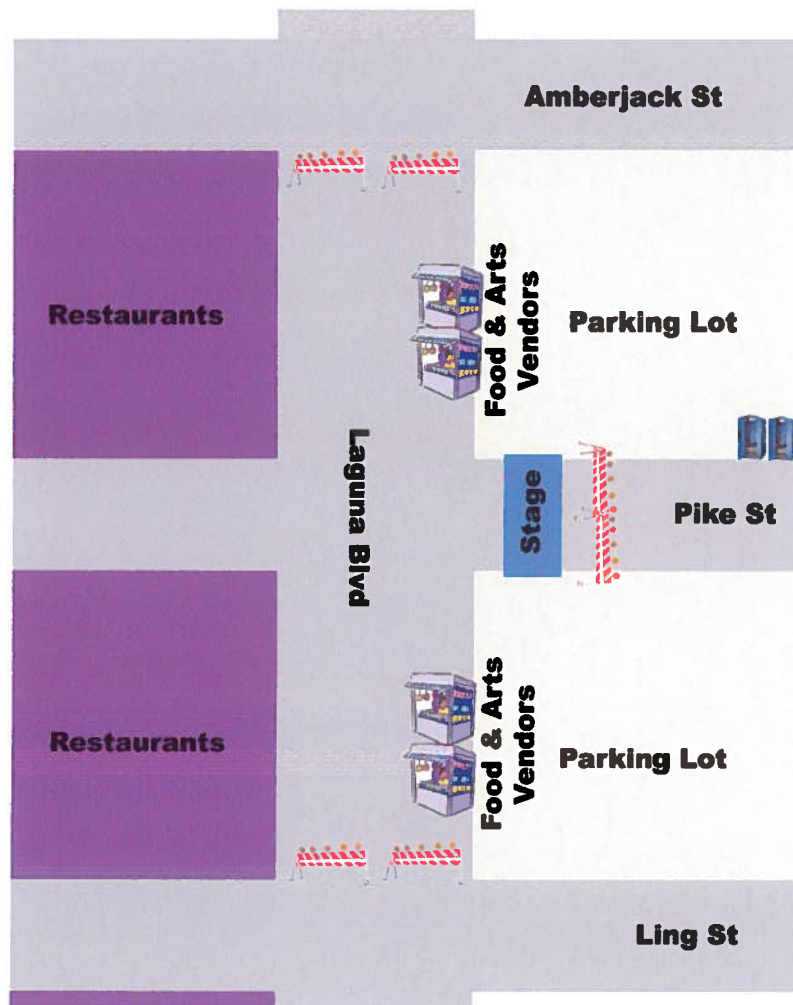 Amberjack St
Restaurants
Food & Arts
Vendors
Parking Lot
Laguna Blvd
Stage
Pike St
Restaurants
Food & Arts
Vendors
Parking Lot
Ling St